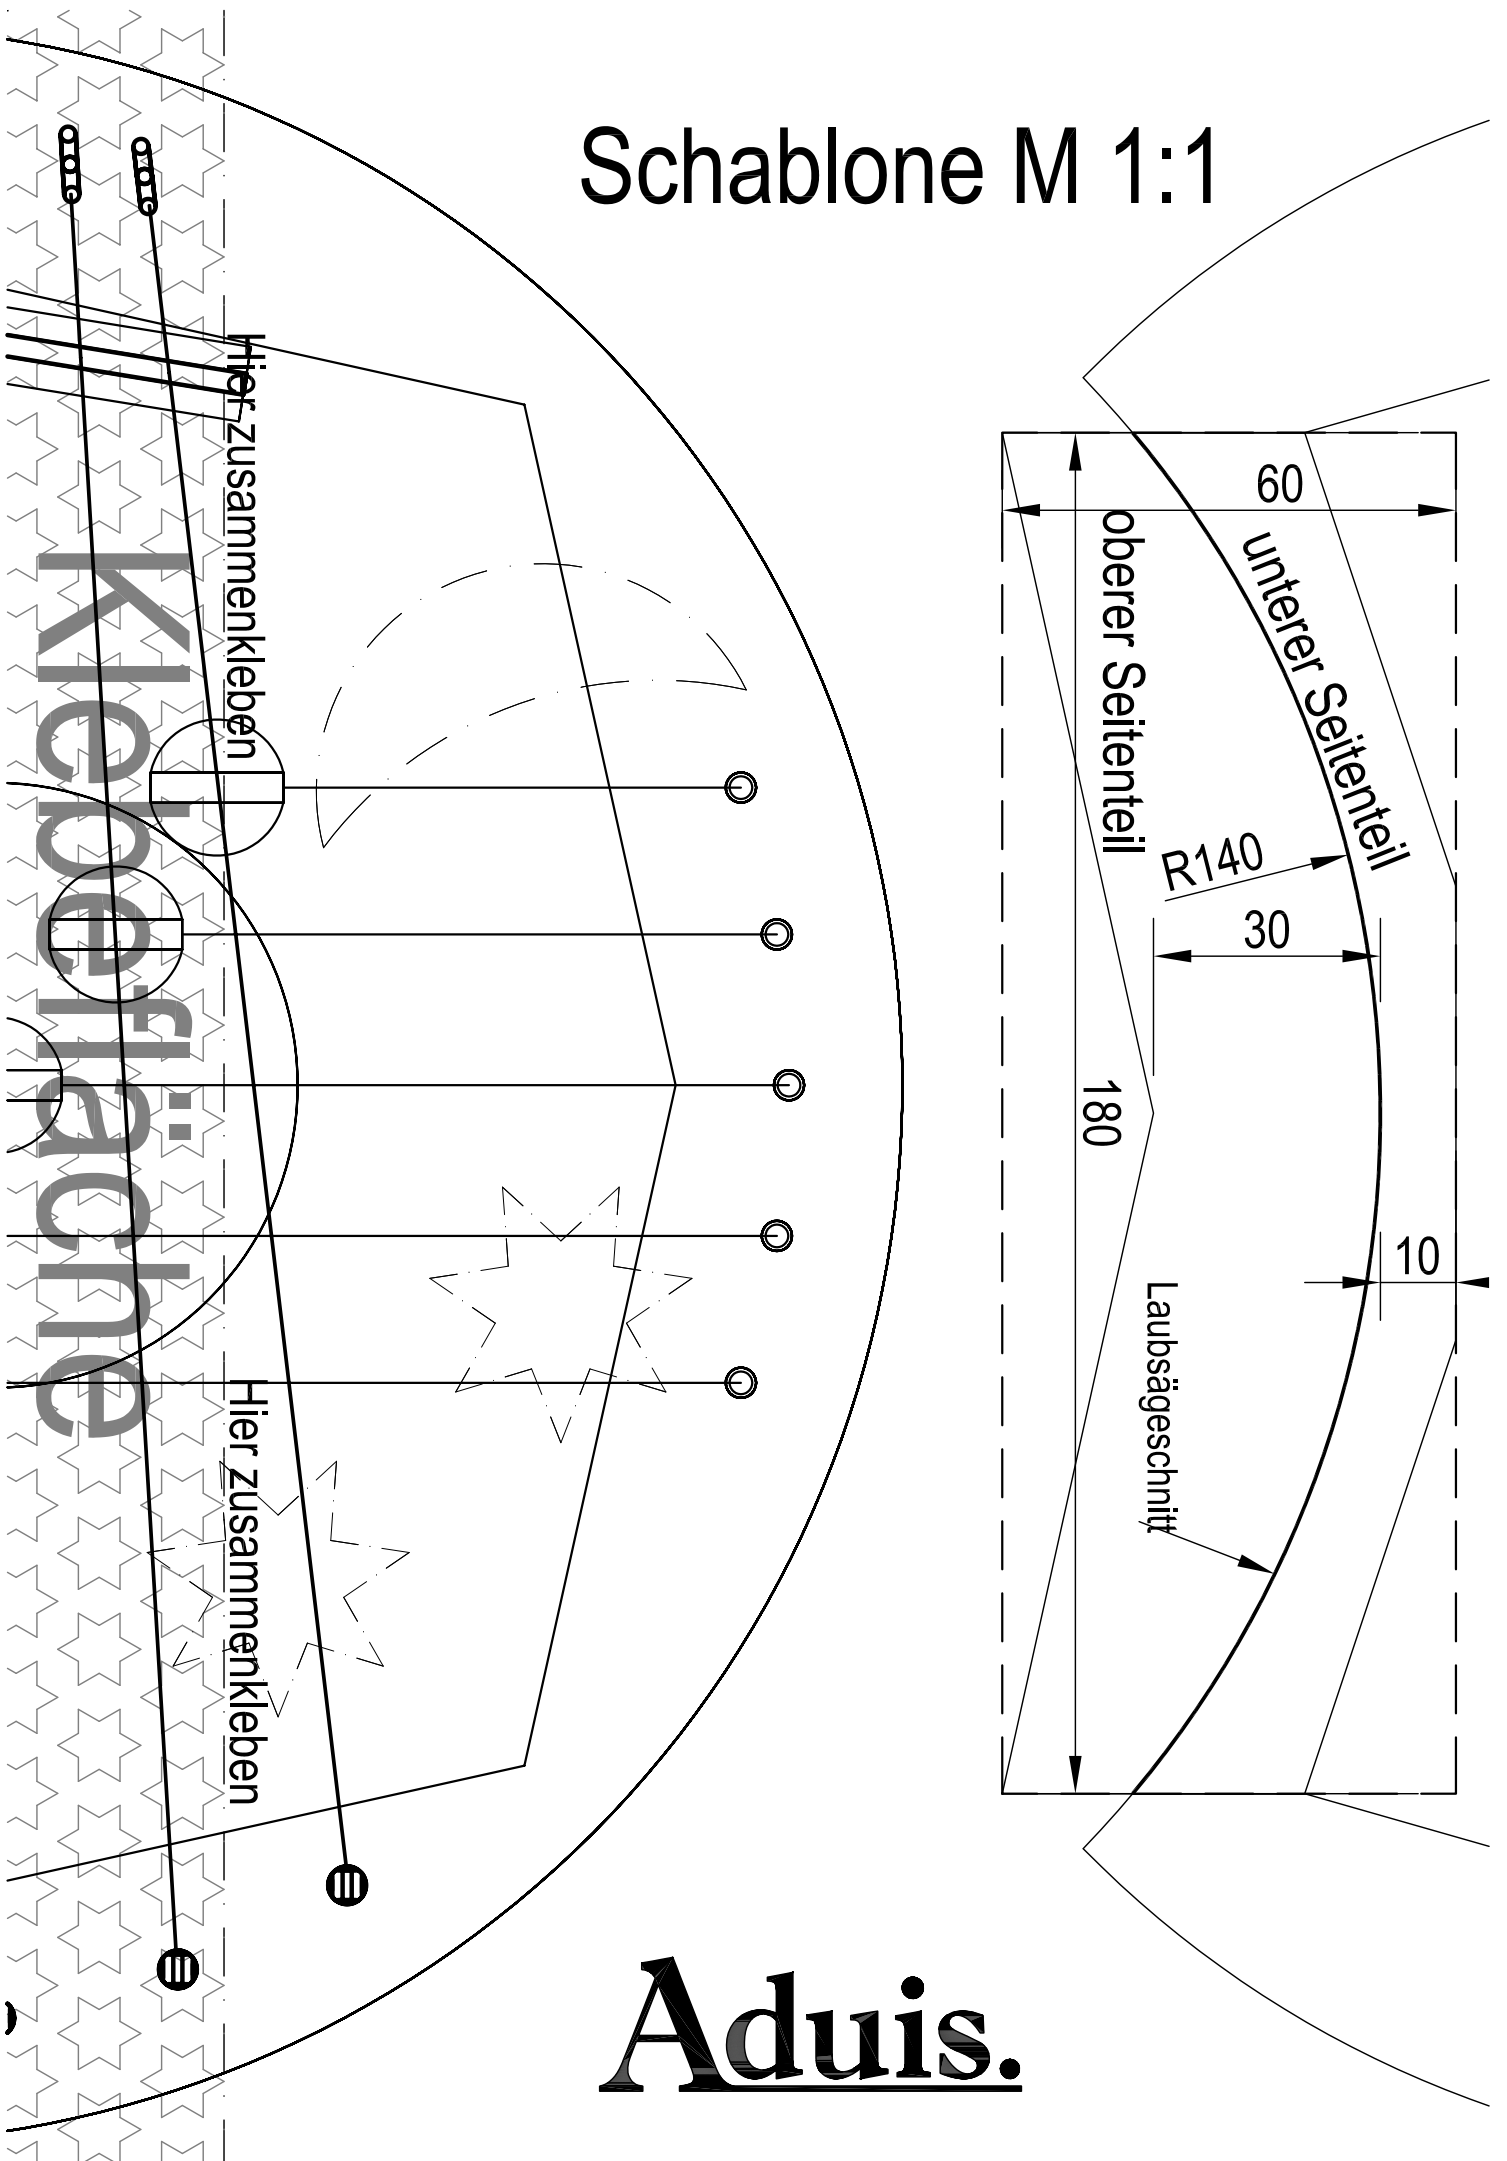 Schablone M 1:1
Hier zusammenkleben
Klebefläche
Hier zusammenkleben
60
oberer Seitenteil
unterer Seitenteil
R140
30
180
10
Laubsägeschnitt
Aduis.